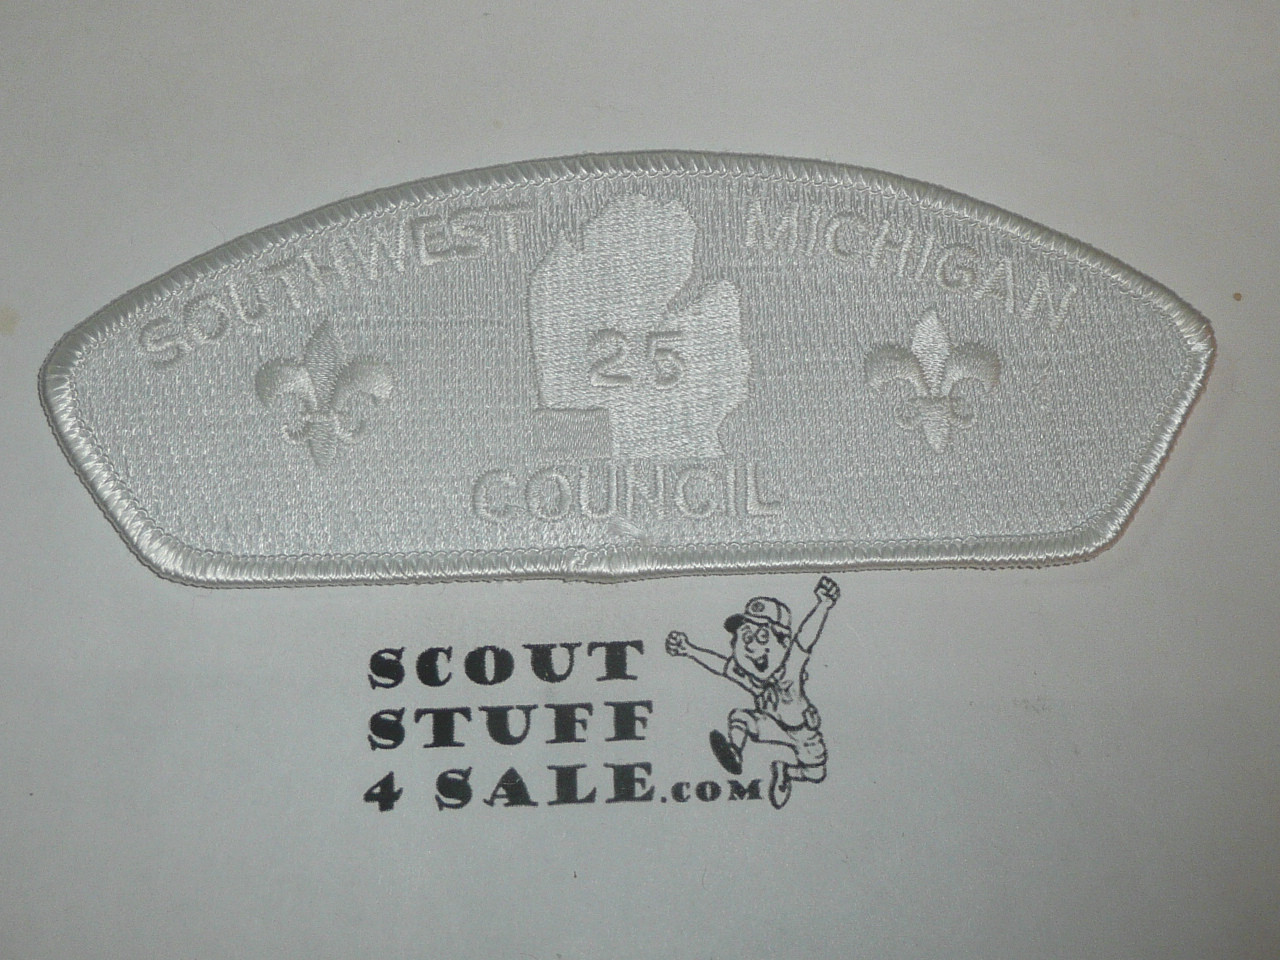 SOUTHWEST MICHIGAN
25
COUNCIL
SCOUT
STUFF
4 SALE.COM